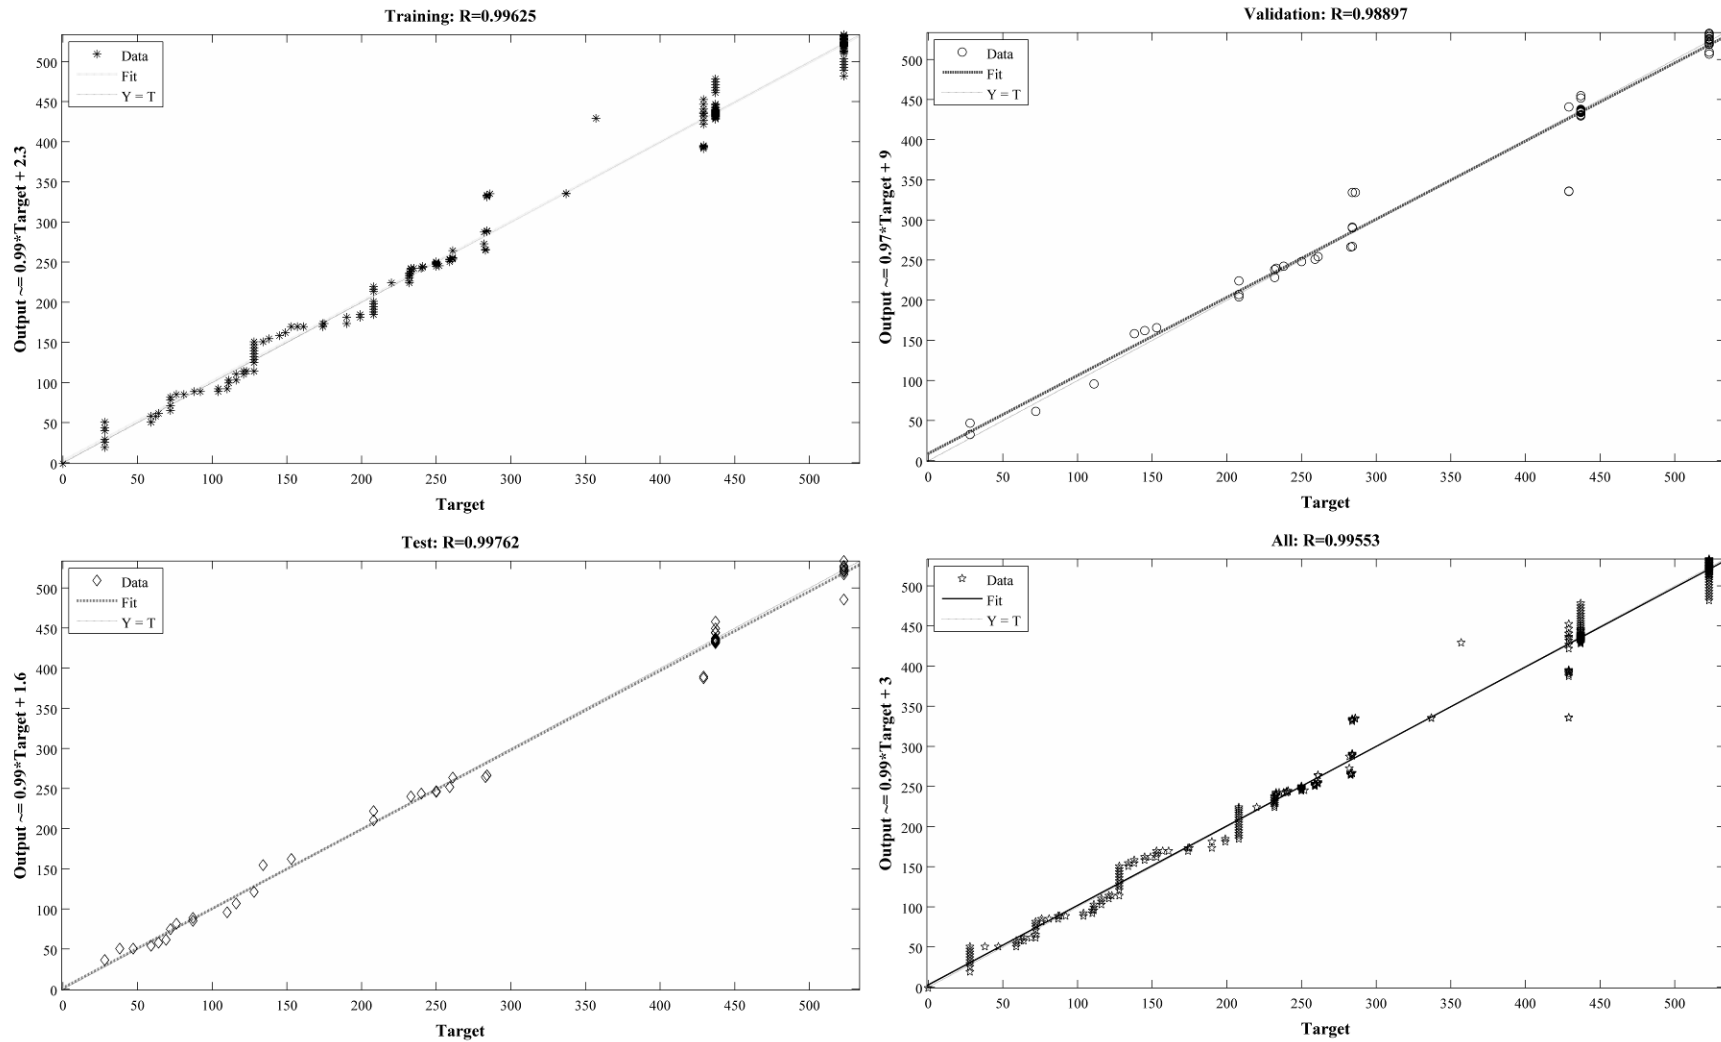 Training: R=0.99625
Data
Fit
Y = T
Output ~= 0.99*Target + 2.3
500
450
400
350
300
250
200
150
100
50
0
0 50 100 150 200 250 300 350 400 450 500
Target
Validation: R=0.98897
Data
Fit
Y = T
Output ~= 0.97*Target + 9
500
450
400
350
300
250
200
150
100
50
0
0 50 100 150 200 250 300 350 400 450 500
Target
Test: R=0.99762
Data
Fit
Y = T
Output ~= 0.99*Target + 1.6
500
450
400
350
300
250
200
150
100
50
0
0 50 100 150 200 250 300 350 400 450 500
Target
All: R=0.99553
Data
Fit
Y = T
Output ~= 0.99*Target + 3
500
450
400
350
300
250
200
150
100
50
0
0 50 100 150 200 250 300 350 400 450 500
Target